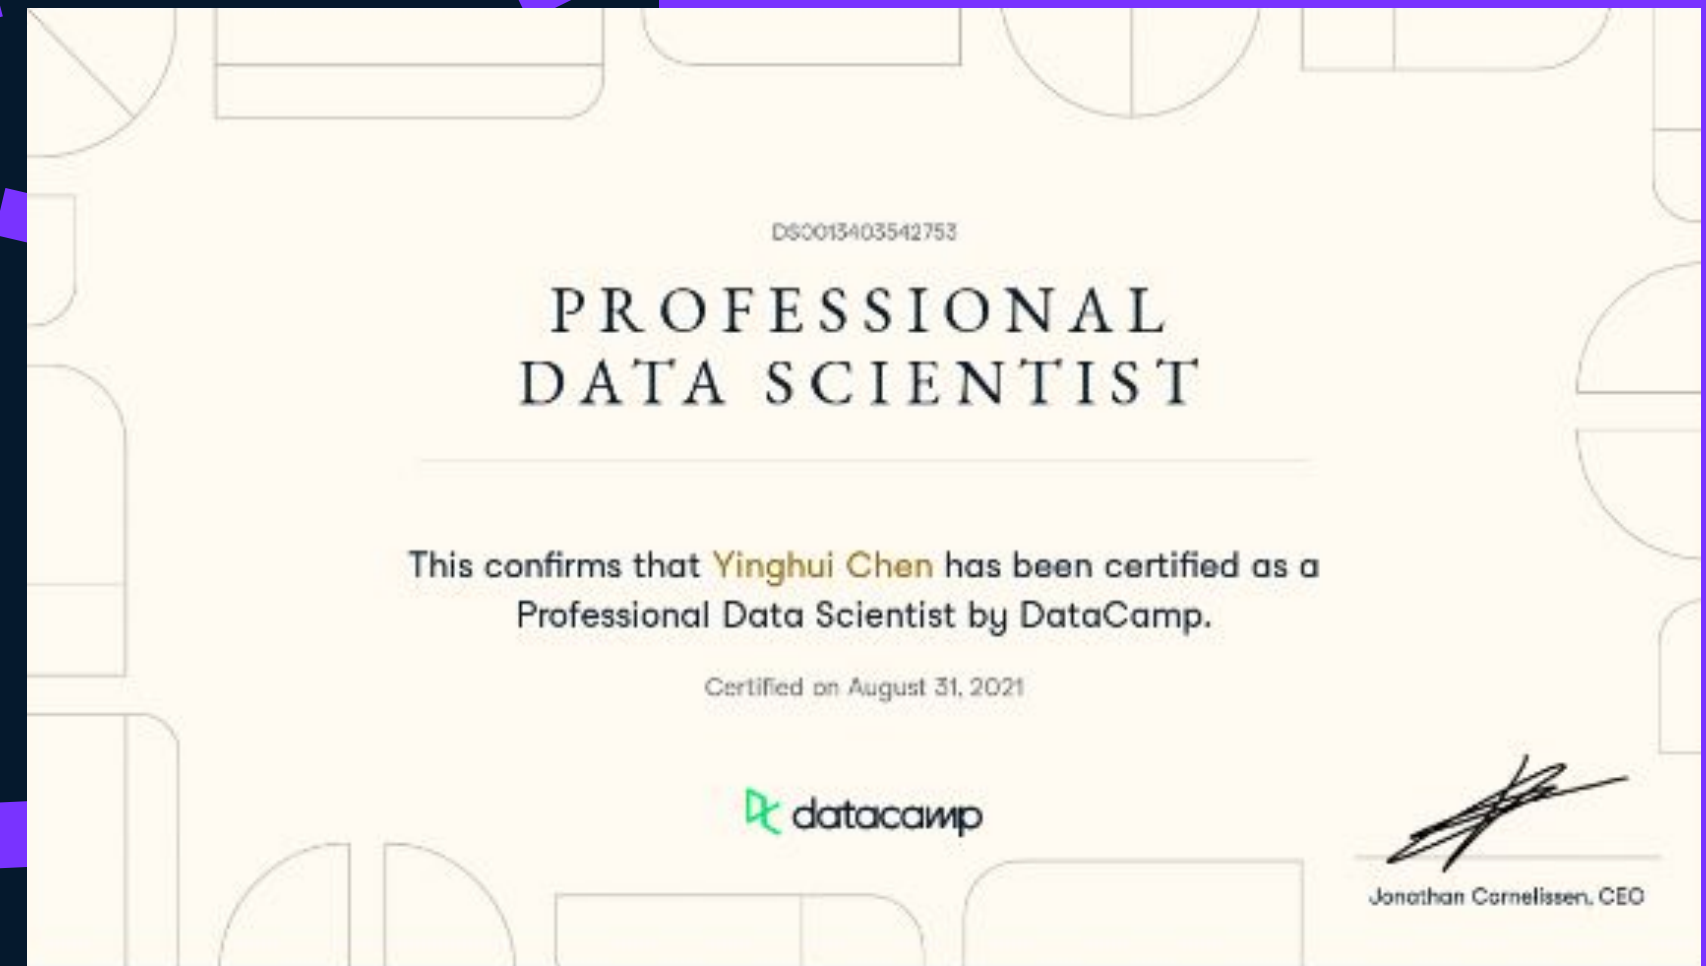 DS0013403542753
PROFESSIONAL
DATA SCIENTIST
This confirms that Yinghui Chen has been certified as a
Professional Data Scientist by DataCamp.
Certified on August 31, 2021
datacamp
Jonathan Cornelissen, CEO